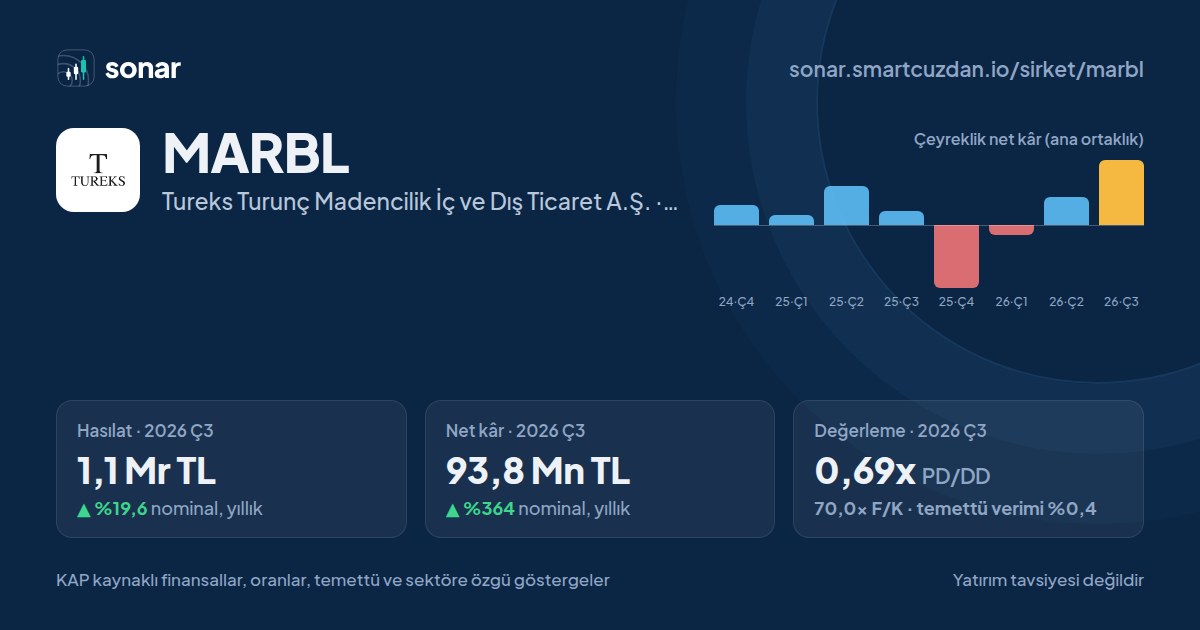 sonar
sonar.smartcuzdan.io/sirket/marbl
T
TUREKS
MARBL
Tureks Turunç Madencilik İç ve Dış Ticaret A.Ş. ·...
Çeyreklik net kâr (ana ortaklık)
24·Ç4 25·Ç1 25·Ç2 25·Ç3 25·Ç4 26·Ç1 26·Ç2 26·Ç3
Hasılat · 2026 Ç3
1,1 Mr TL
▲ %19,6 nominal, yıllık
Net kâr · 2026 Ç3
93,8 Mn TL
▲ %364 nominal, yıllık
Değerleme · 2026 Ç3
0,69x PD/DD
70,0× F/K · temettü verimi %0,4
KAP kaynaklı finansallar, oranlar, temettü ve sektöre özgü göstergeler
Yatırım tavsiyesi değildir